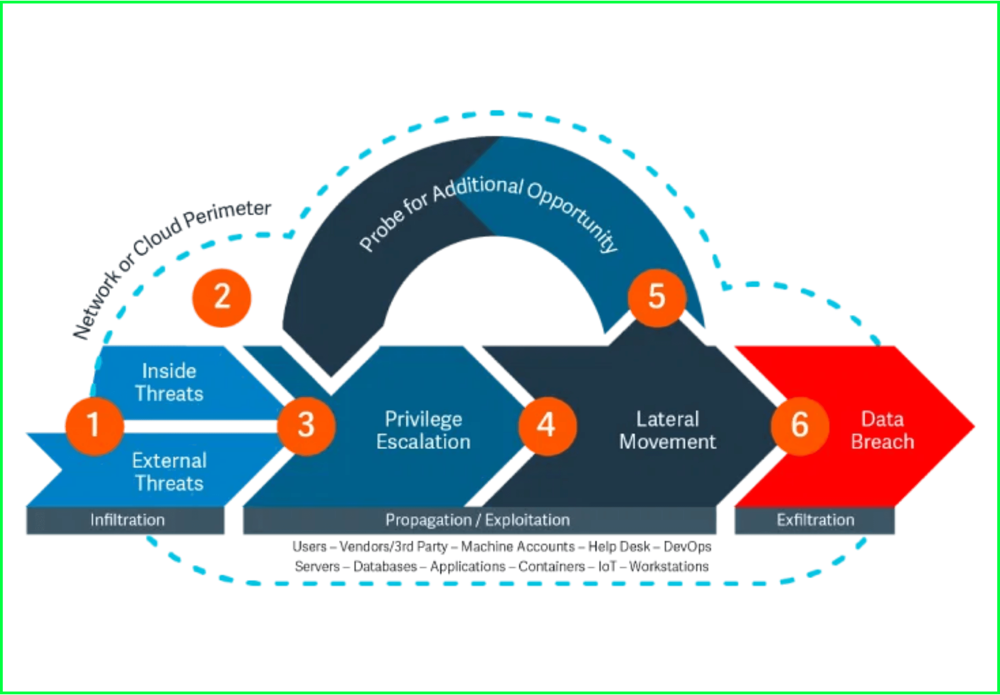 Network or Cloud Perimeter
Probe for Additional Opportunity
2
5
Inside
Threats
1
External
Threats
3
Privilege
Escalation
4
Lateral
Movement
6
Data
Breach
Infiltration
Propagation / Exploitation
Exfiltration
Users – Vendors/3rd Party – Machine Accounts – Help Desk – DevOps
Servers – Databases – Applications – Containers – IoT – Workstations